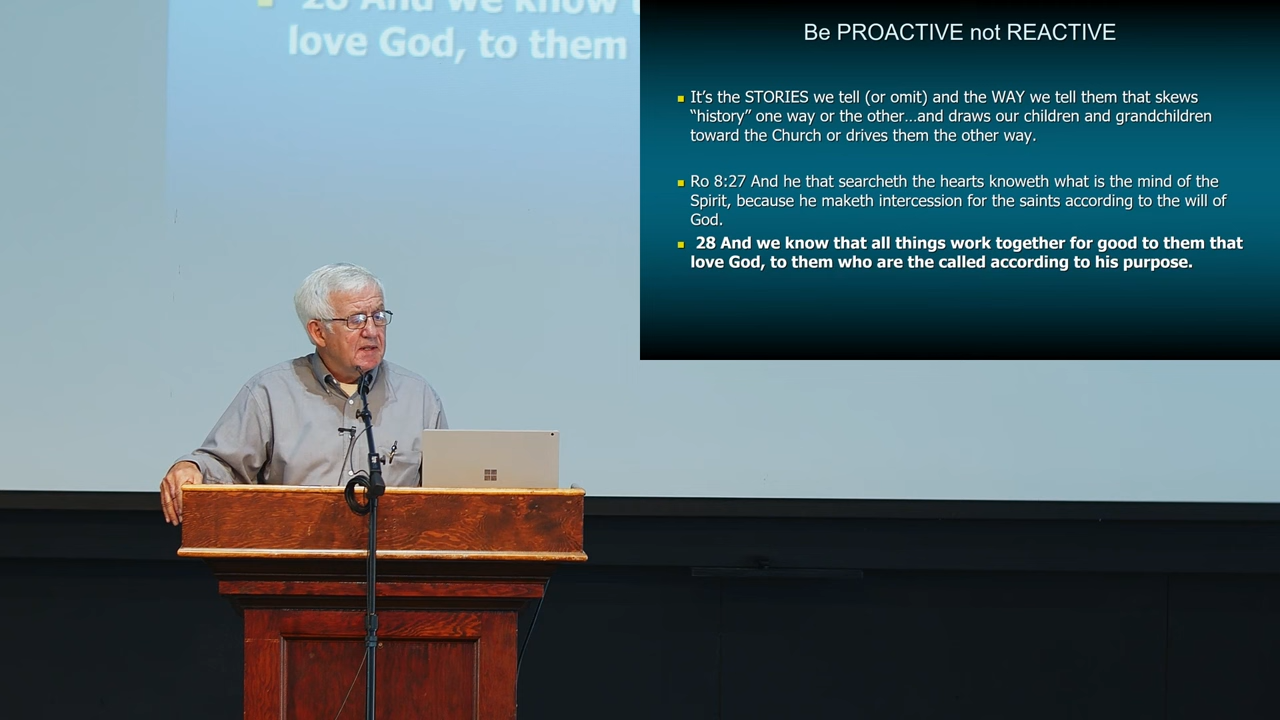 28 And we know
love God, to them
Be PROACTIVE not REACTIVE
It's the STORIES we tell (or omit) and the WAY we tell them that skews
“history” one way or the other...and draws our children and grandchildren
toward the Church or drives them the other way.
Ro 8:27 And he that searcheth the hearts knoweth what is the mind of the
Spirit, because he maketh intercession for the saints according to the will of
God.
28 And we know that all things work together for good to them that
love God, to them who are the called according to his purpose.